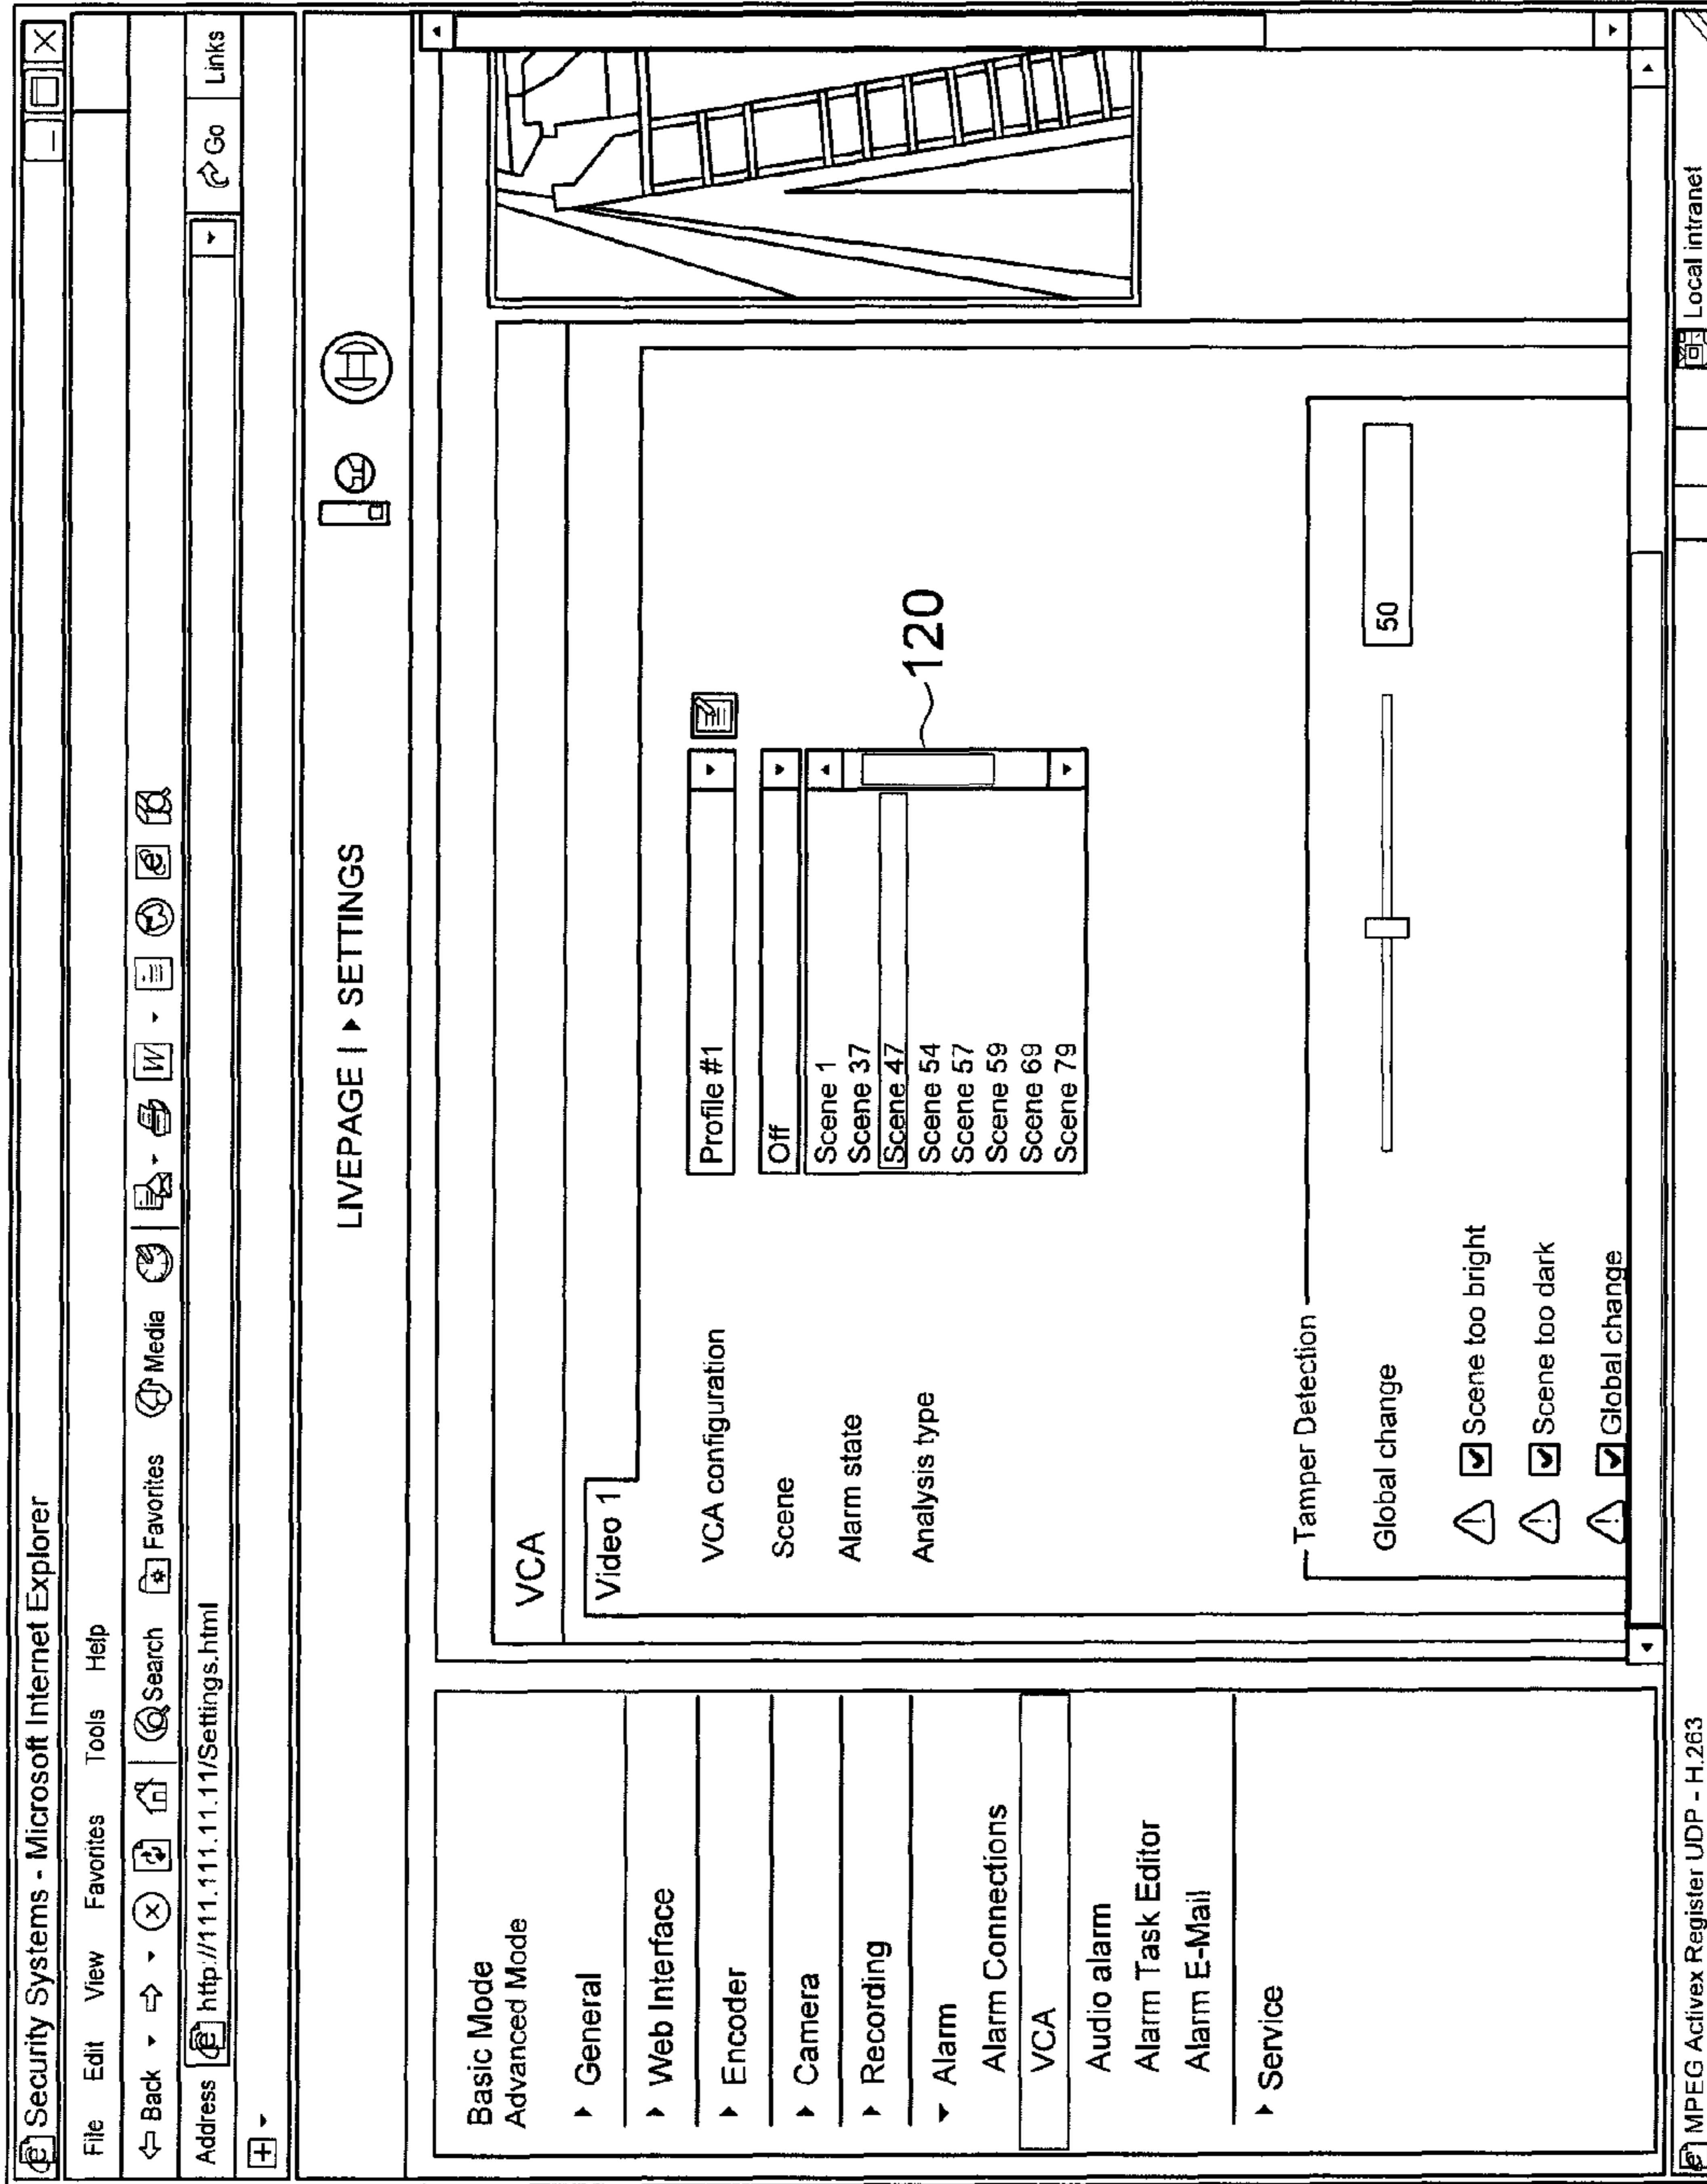 Security Systems - Microsoft Internet Explorer
File Edit View Favorites Tools Help
Back Search Favorites Media W
Address http://111.111.11.11/Settings.html Go Links
LIVEPAGE | ▸ SETTINGS
Basic Mode
Advanced Mode
General
Web Interface
Encoder
Camera
Recording
Alarm
Alarm Connections
VCA
Audio alarm
Alarm Task Editor
Alarm E-Mail
Service
VCA
Video 1
VCA configuration Profile #1
Scene Off
Alarm state
Analysis type
Scene 1
Scene 37
Scene 47
Scene 54
Scene 57
Scene 59
Scene 69
Scene 79
120
Tamper Detection
Global change 50
Scene too bright
Scene too dark
Global change
MPEG Activex Register UDP - H.263 Local intranet